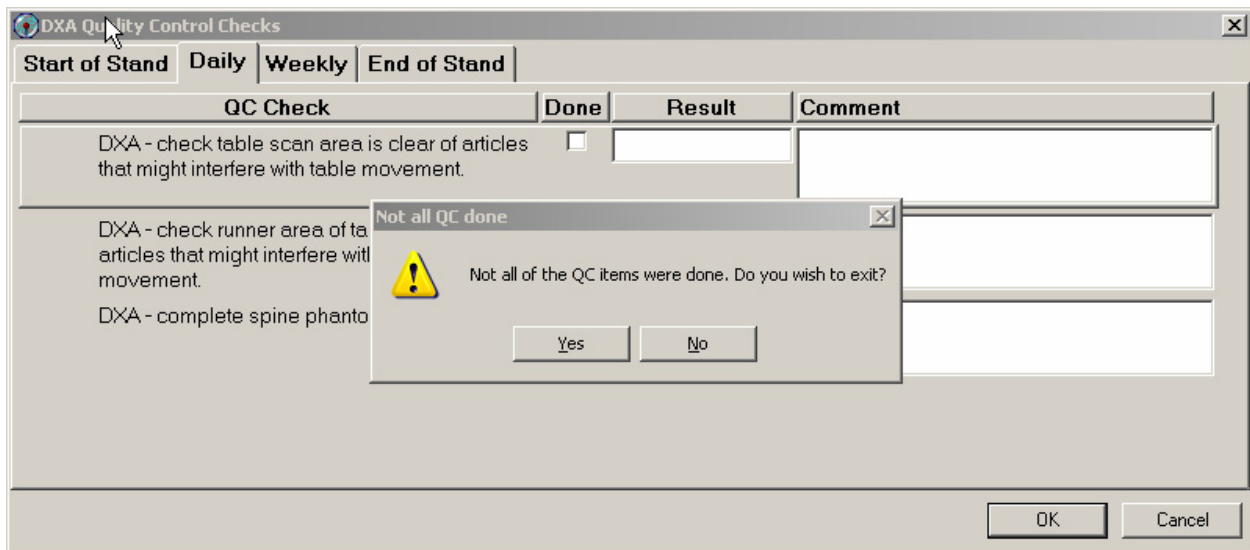 DXA Quality Control Checks
Start of Stand Daily Weekly End of Stand
QC Check Done Result Comment
DXA - check table scan area is clear of articles
that might interfere with table movement.
DXA - check runner area of
articles that might interfere
movement.
DXA - complete spine
Not all QC done
Not all of the QC items were done. Do you wish to exit?
Yes No
OK Cancel